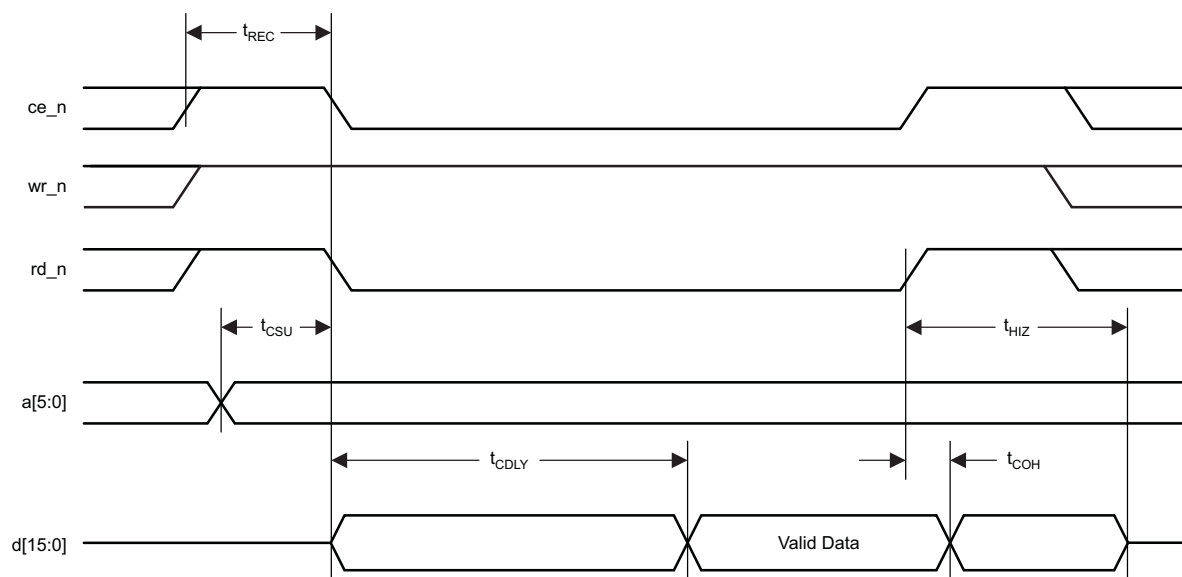 tREC
ce_n
wr_n
rd_n
tCSU
tHIZ
a[5:0]
tCDLY
tCOH
d[15:0]
Valid Data